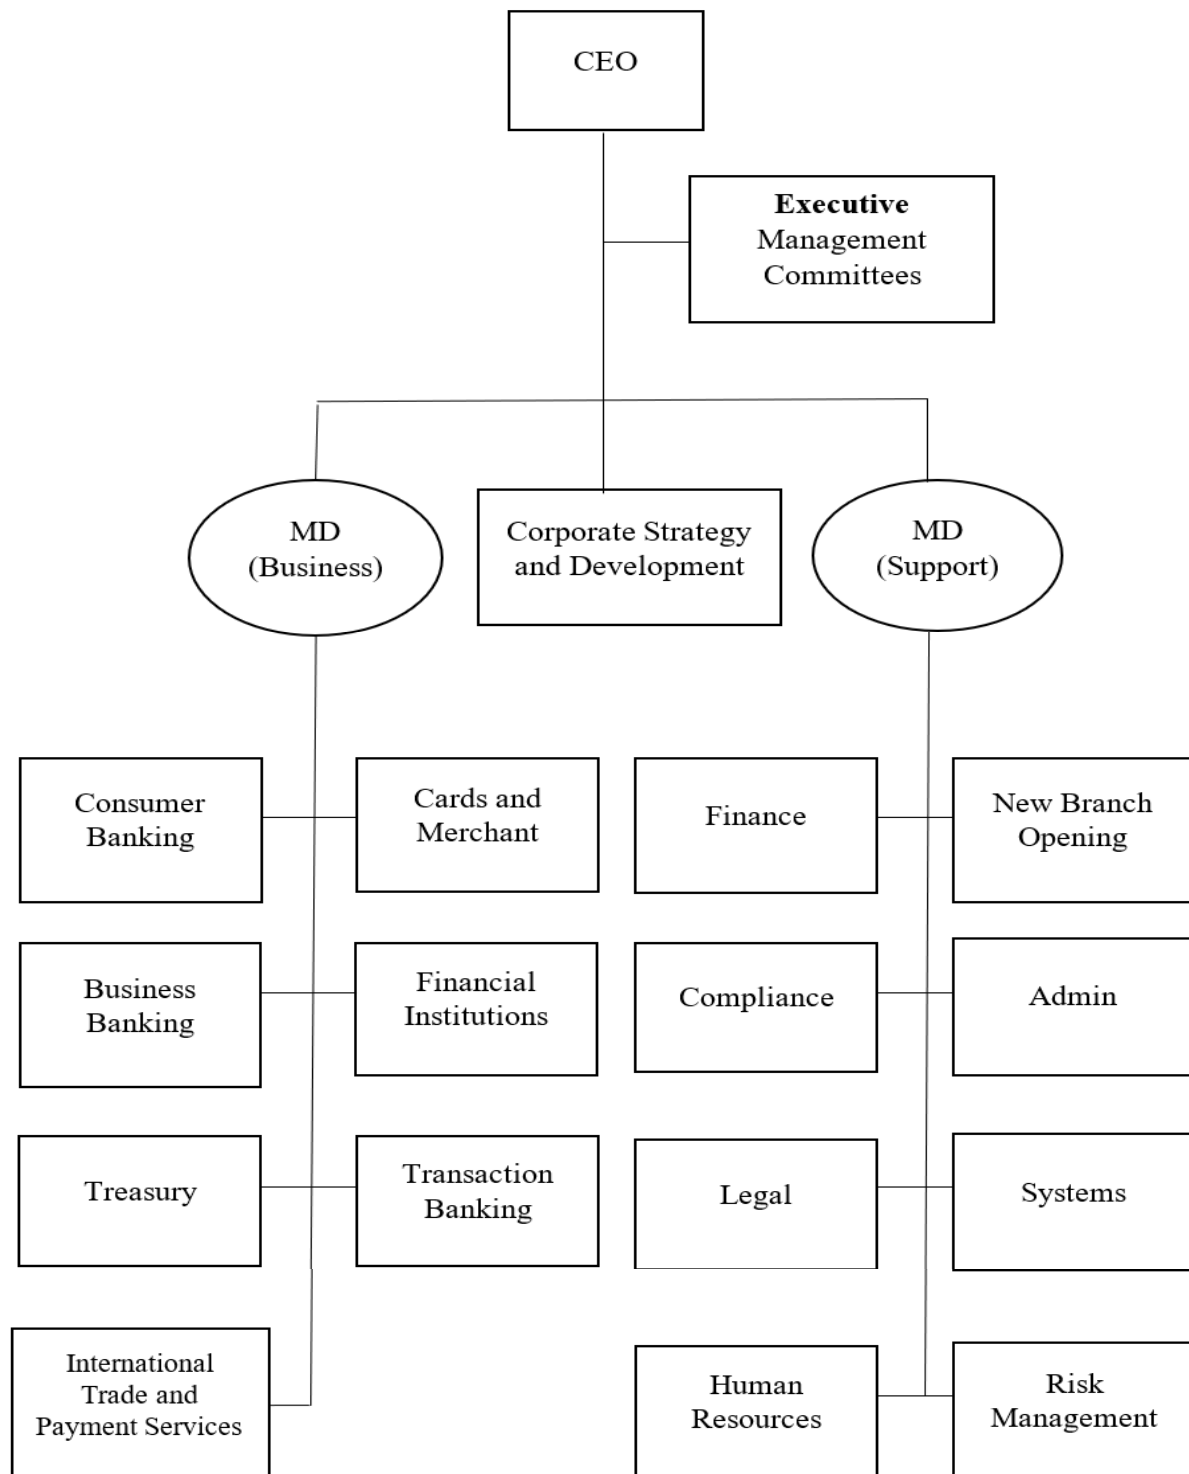 CEO
Executive
Management
Committees
MD
(Business)
Corporate Strategy
and Development
MD
(Support)
Consumer
Banking
Cards and
Merchant
Finance
New Branch
Opening
Business
Banking
Financial
Institutions
Compliance
Admin
Treasury
Transaction
Banking
Legal
Systems
International
Trade and
Payment Services
Human
Resources
Risk
Management